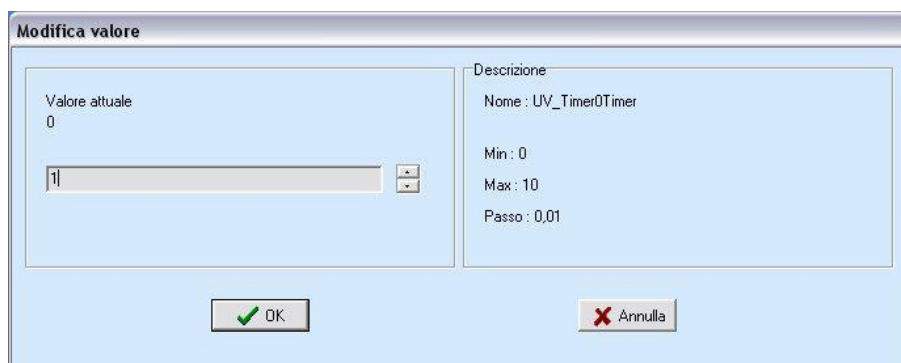 Modifica valore
Valore attuale
0
1
Descrizione
Nome : UV_Timer0Timer
Min : 0
Max : 10
Passo : 0,01
OK
Annulla